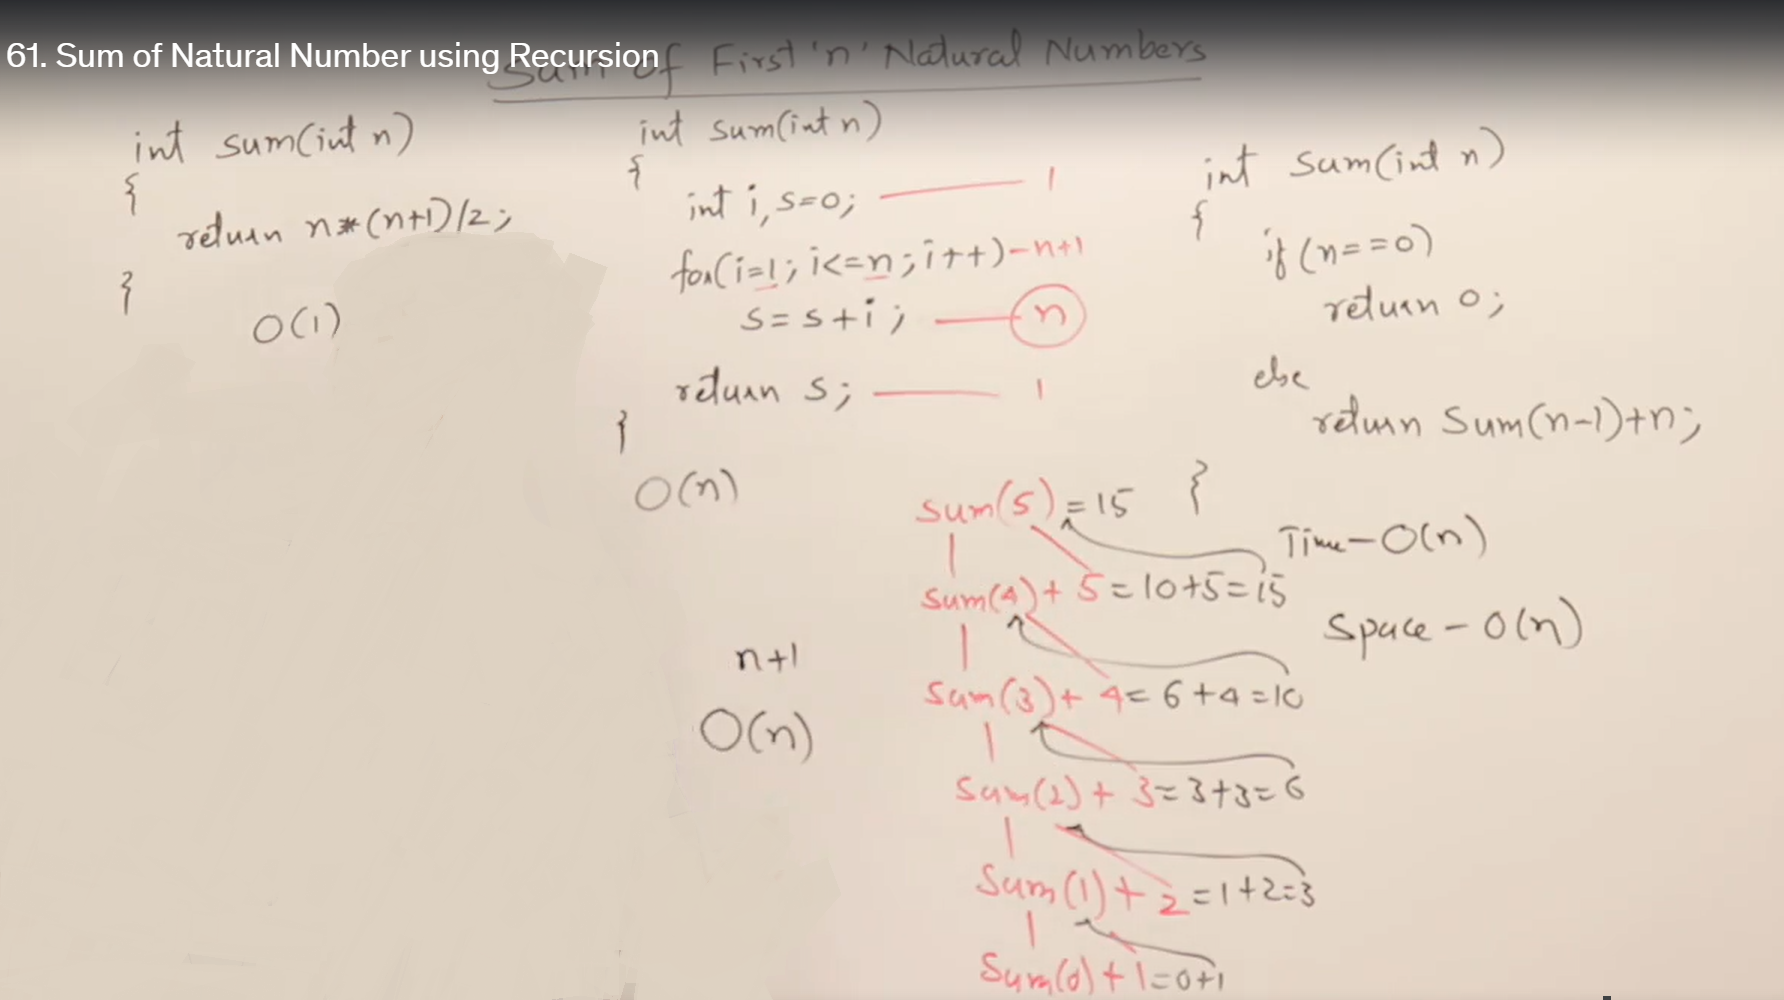 61. Sum of Natural Number using Recursion
Sum of First 'n' Natural Numbers
int sum(int n)
{
return n*(n+1)/2;
}
O(1)
int sum(int n)
{
int i, s=0; 1
for(i=1; i<=n; i++) - n+1
s=s+i; n
return s; 1
}
O(n)
int sum(int n)
{
if (n==0)
return 0;
else
return Sum(n-1)+n;
}
Time - O(n)
Space - O(n)
n+1
O(n)
Sum(5) = 15
Sum(4) + 5 = 10+5=15
Sum(3) + 4 = 6+4=10
Sum(2) + 3 = 3+3=6
Sum(1) + 2 = 1+2=3
Sum(0) + 1 = 0+1